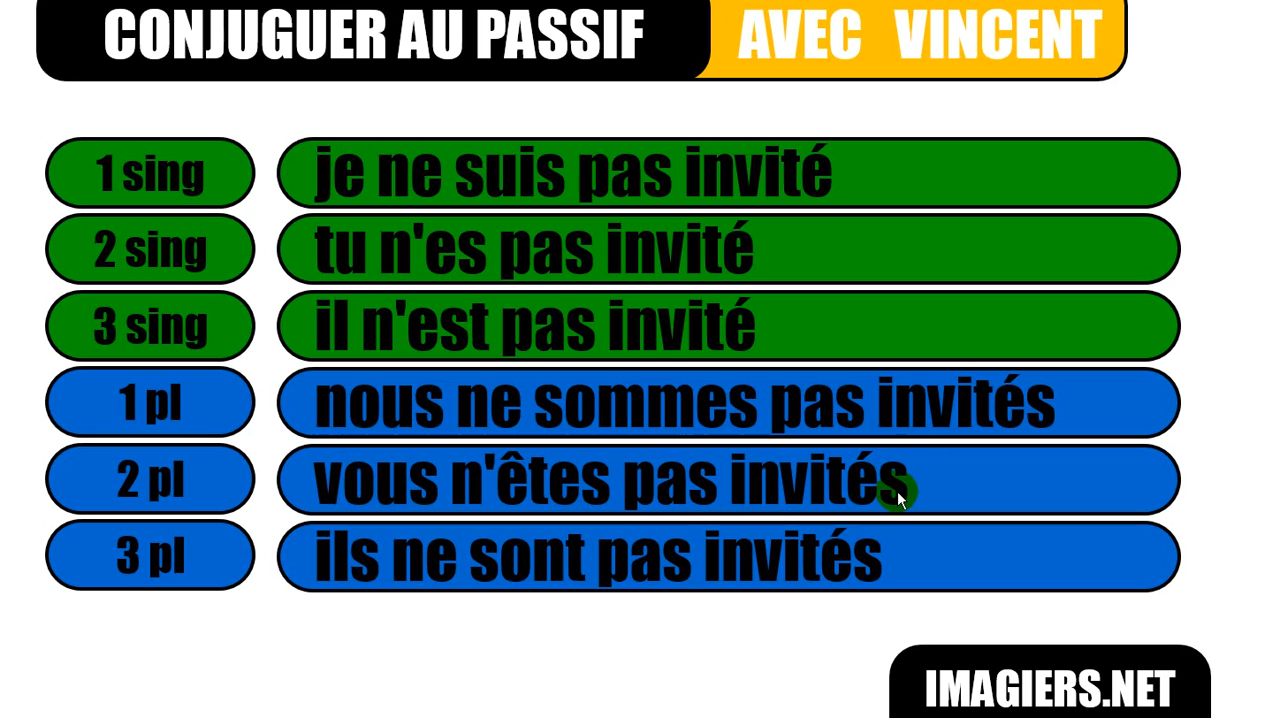 CONJUGUER AU PASSIF AVEC VINCENT
1 sing je ne suis pas invité
2 sing tu n'es pas invité
3 sing il n'est pas invité
1 pl nous ne sommes pas invités
2 pl vous n'êtes pas invités
3 pl ils ne sont pas invités
IMAGIERS.NET